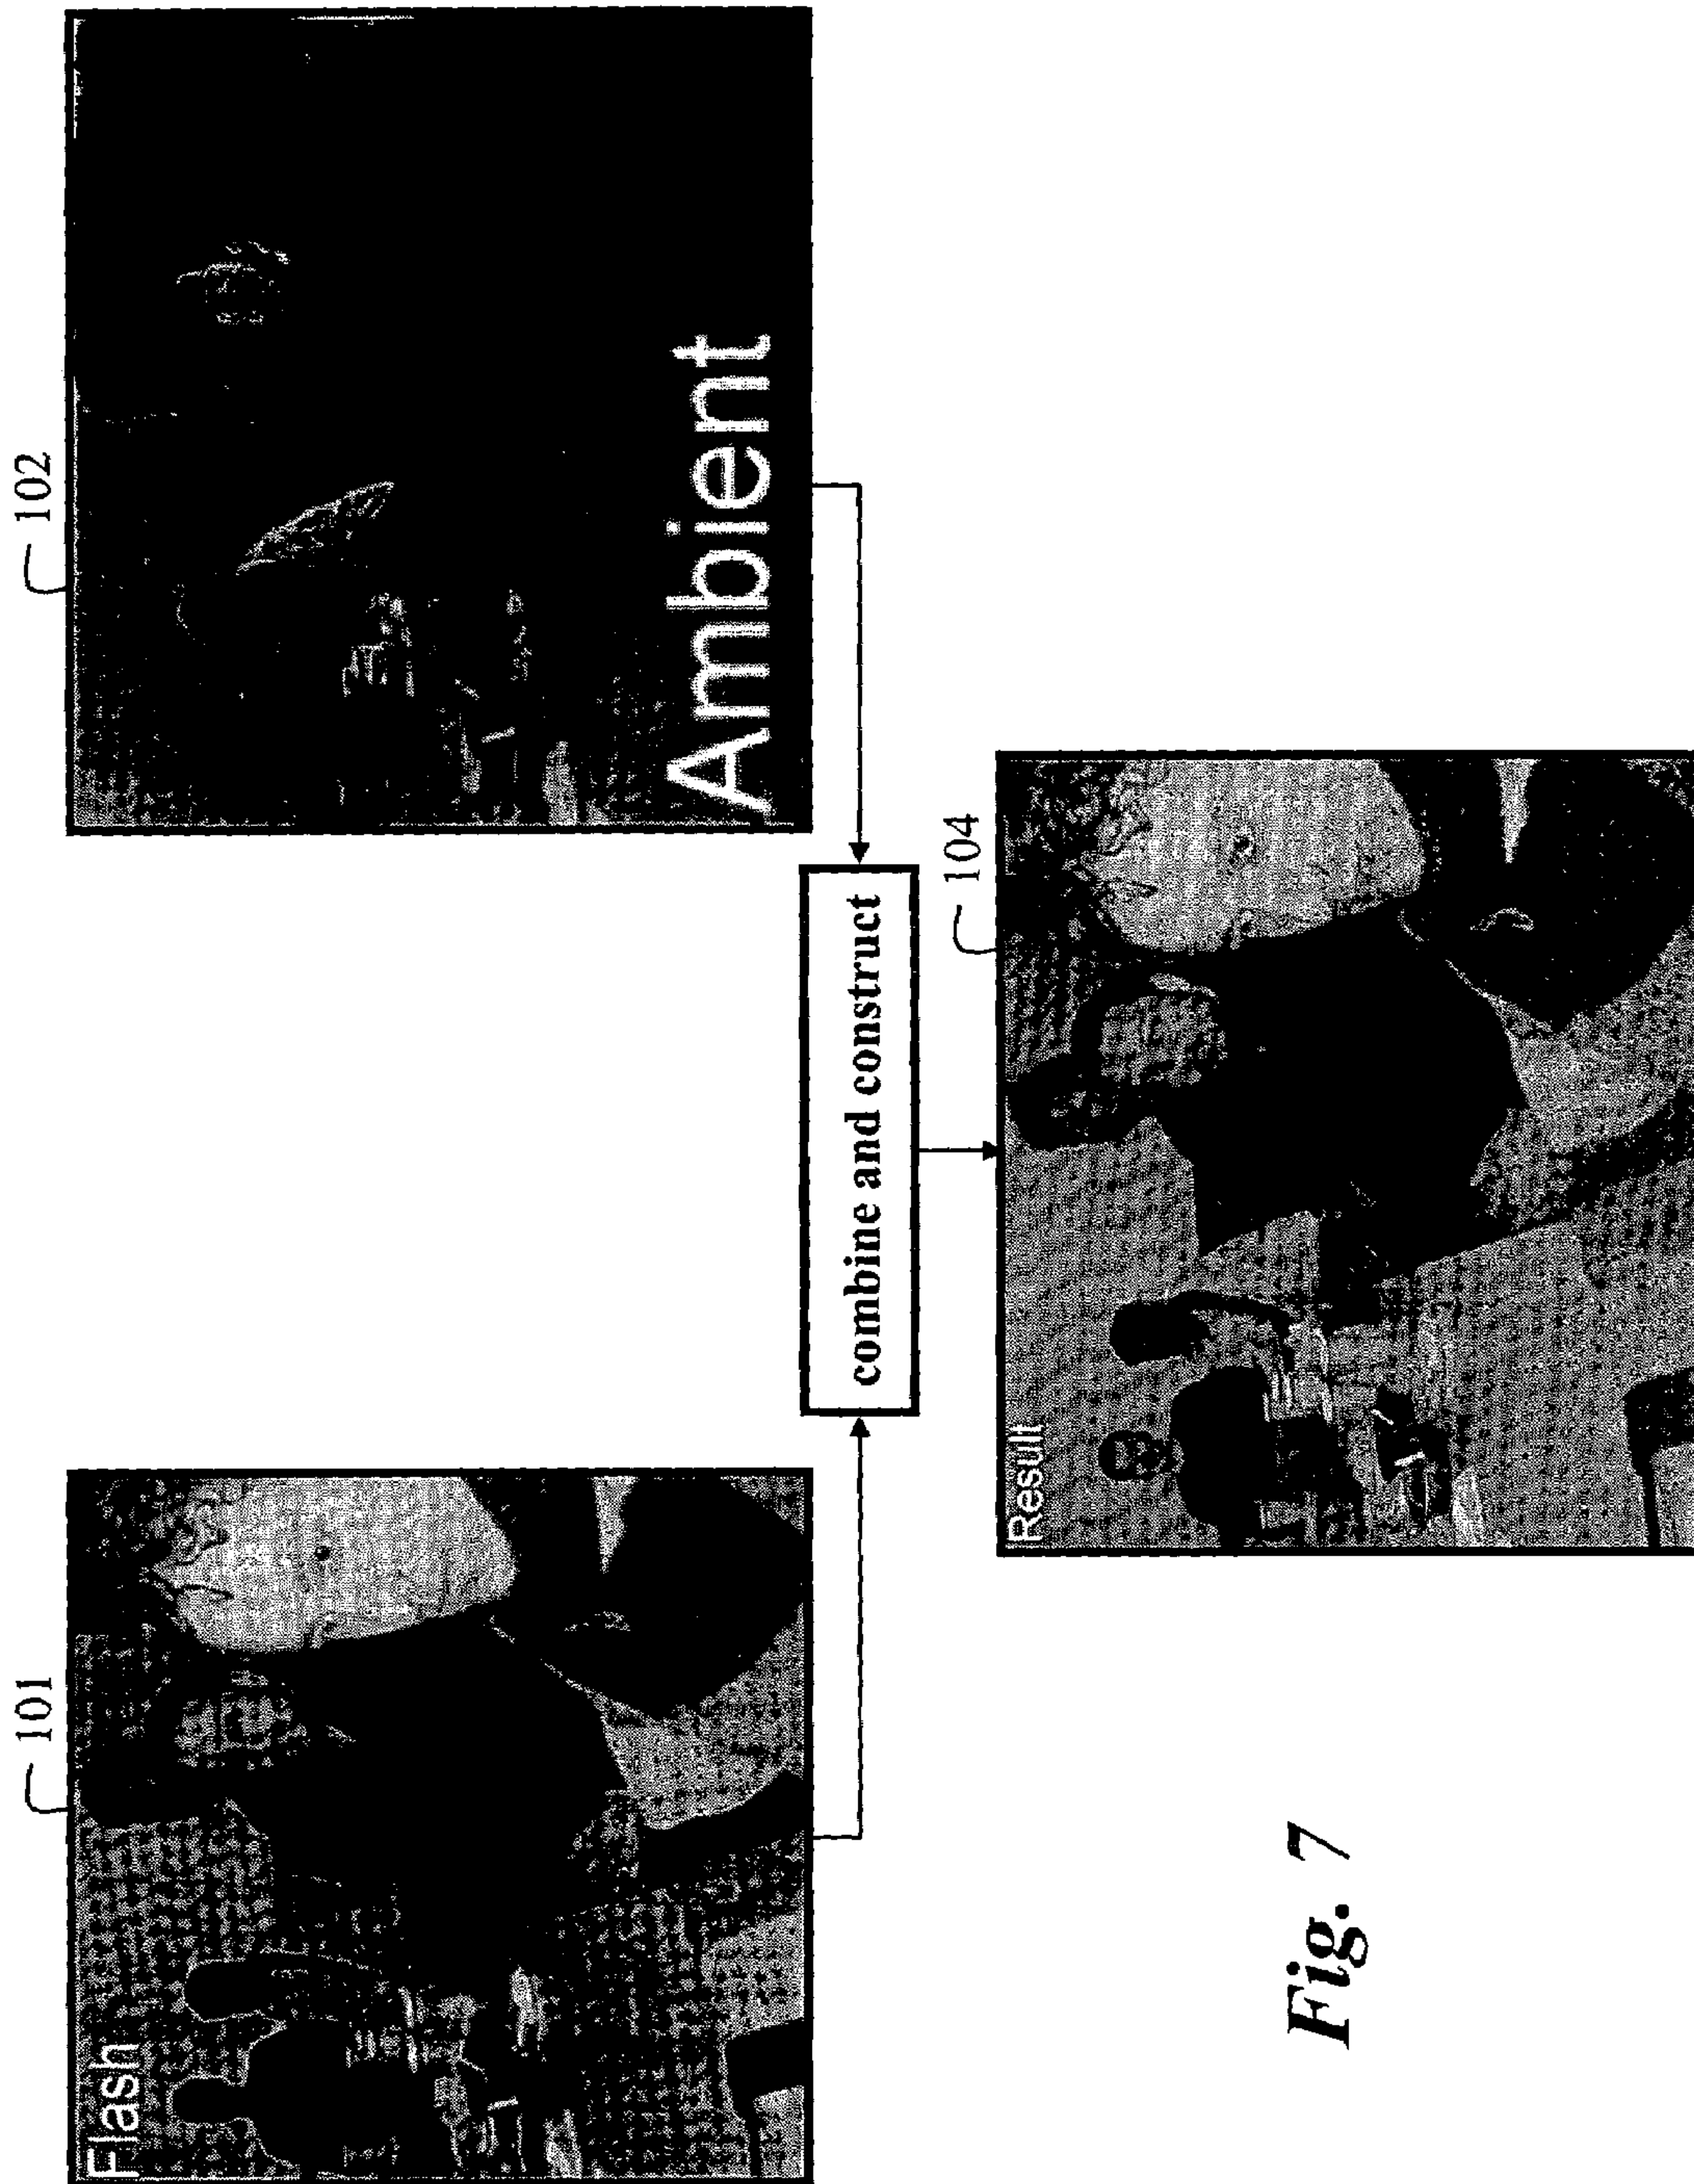 101
102
Flash
Ambient
combine and construct
104
Result
Fig. 7